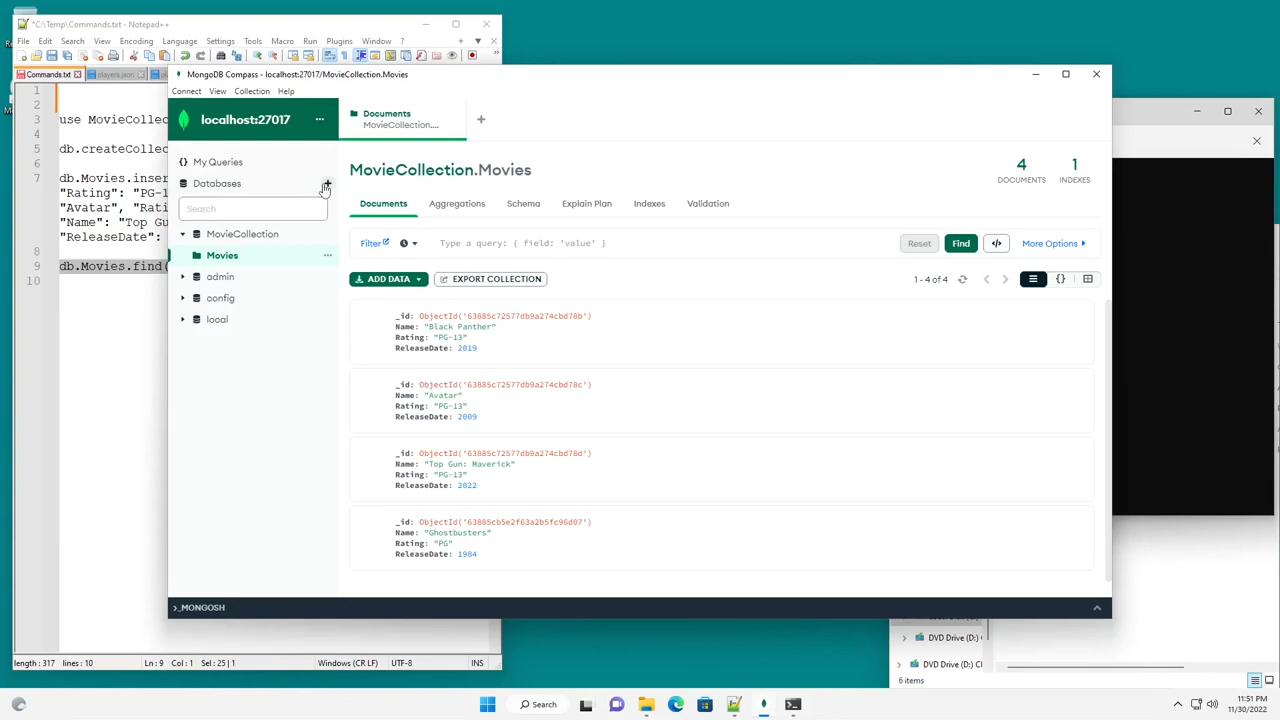 *C:\Temp\Commands.txt - Notepad++
File Edit Search View Encoding Language Settings Tools Macro Run Plugins Window ?
Commands.txt players.json
1
2
3 use MovieCollec
4
5 db.createCollec
6
7 db.Movies.inser
"Rating": "PG-1
"Avatar", "Rati
"Name": "Top Gu
"ReleaseDate":
8
9 db.Movies.find(
10
length : 317 lines : 10 Ln : 9 Col : 1 Sel : 25 | 1 Windows (CR LF) UTF-8 INS
MongoDB Compass - localhost:27017/MovieCollection.Movies
Connect View Collection Help
localhost:27017 ...
Documents
MovieCollection....
My Queries
Databases
Search
MovieCollection
Movies
admin
config
local
MovieCollection.Movies
4
DOCUMENTS
1
INDEXES
Documents Aggregations Schema Explain Plan Indexes Validation
Filter Type a query: { field: 'value' } Reset Find </> More Options
ADD DATA EXPORT COLLECTION 1 - 4 of 4 {}
_id: ObjectId('63885c72577db9a274cbd78b')
Name: "Black Panther"
Rating: "PG-13"
ReleaseDate: 2019
_id: ObjectId('63885c72577db9a274cbd78c')
Name: "Avatar"
Rating: "PG-13"
ReleaseDate: 2009
_id: ObjectId('63885c72577db9a274cbd78d')
Name: "Top Gun: Maverick"
Rating: "PG-13"
ReleaseDate: 2022
_id: ObjectId('63885cb5e2f63a2b5fc96d07')
Name: "Ghostbusters"
Rating: "PG"
ReleaseDate: 1984
>_MONGOSH
DVD Drive (D:)
DVD Drive (D:) C
6 items
Search
11:51 PM
11/30/2022